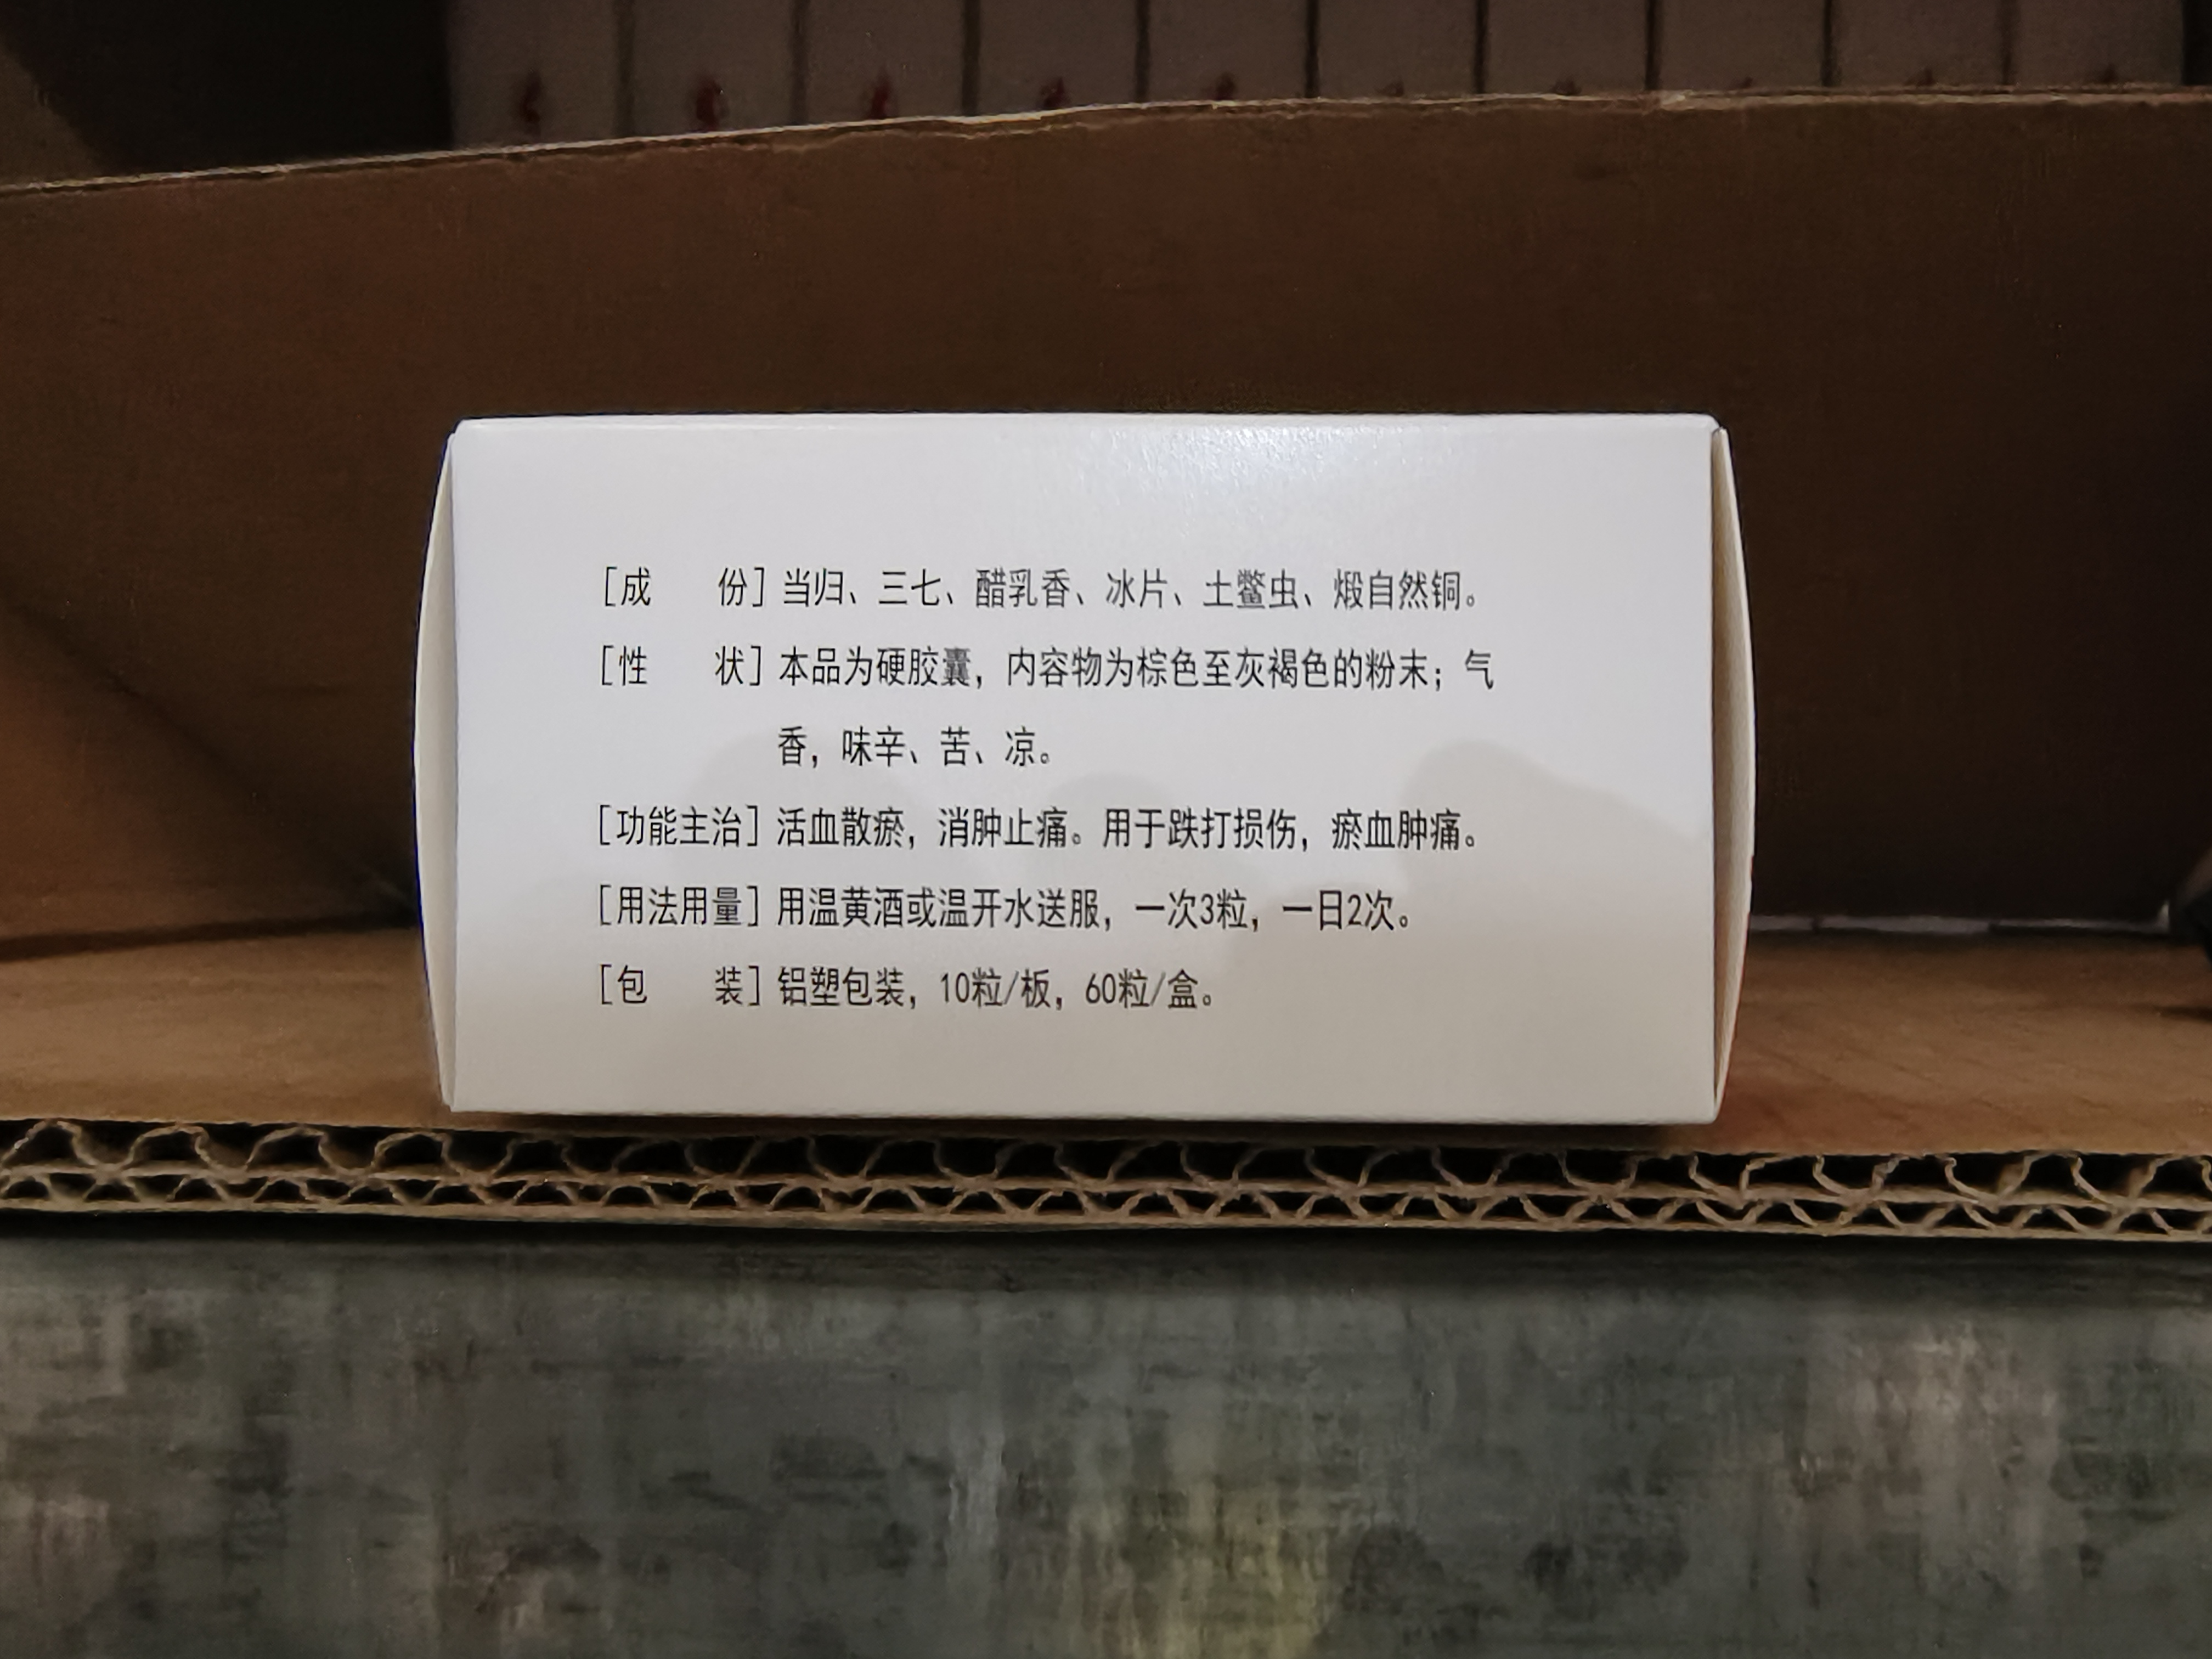 [成　　份] 当归、三七、醋乳香、冰片、土鳖虫、煅自然铜。
[性　　状] 本品为硬胶囊，内容物为棕色至灰褐色的粉末；气
香，味辛、苦、凉。
[功能主治] 活血散瘀，消肿止痛。用于跌打损伤，瘀血肿痛。
[用法用量] 用温黄酒或温开水送服，一次3粒，一日2次。
[包　　装] 铝塑包装，10粒/板，60粒/盒。